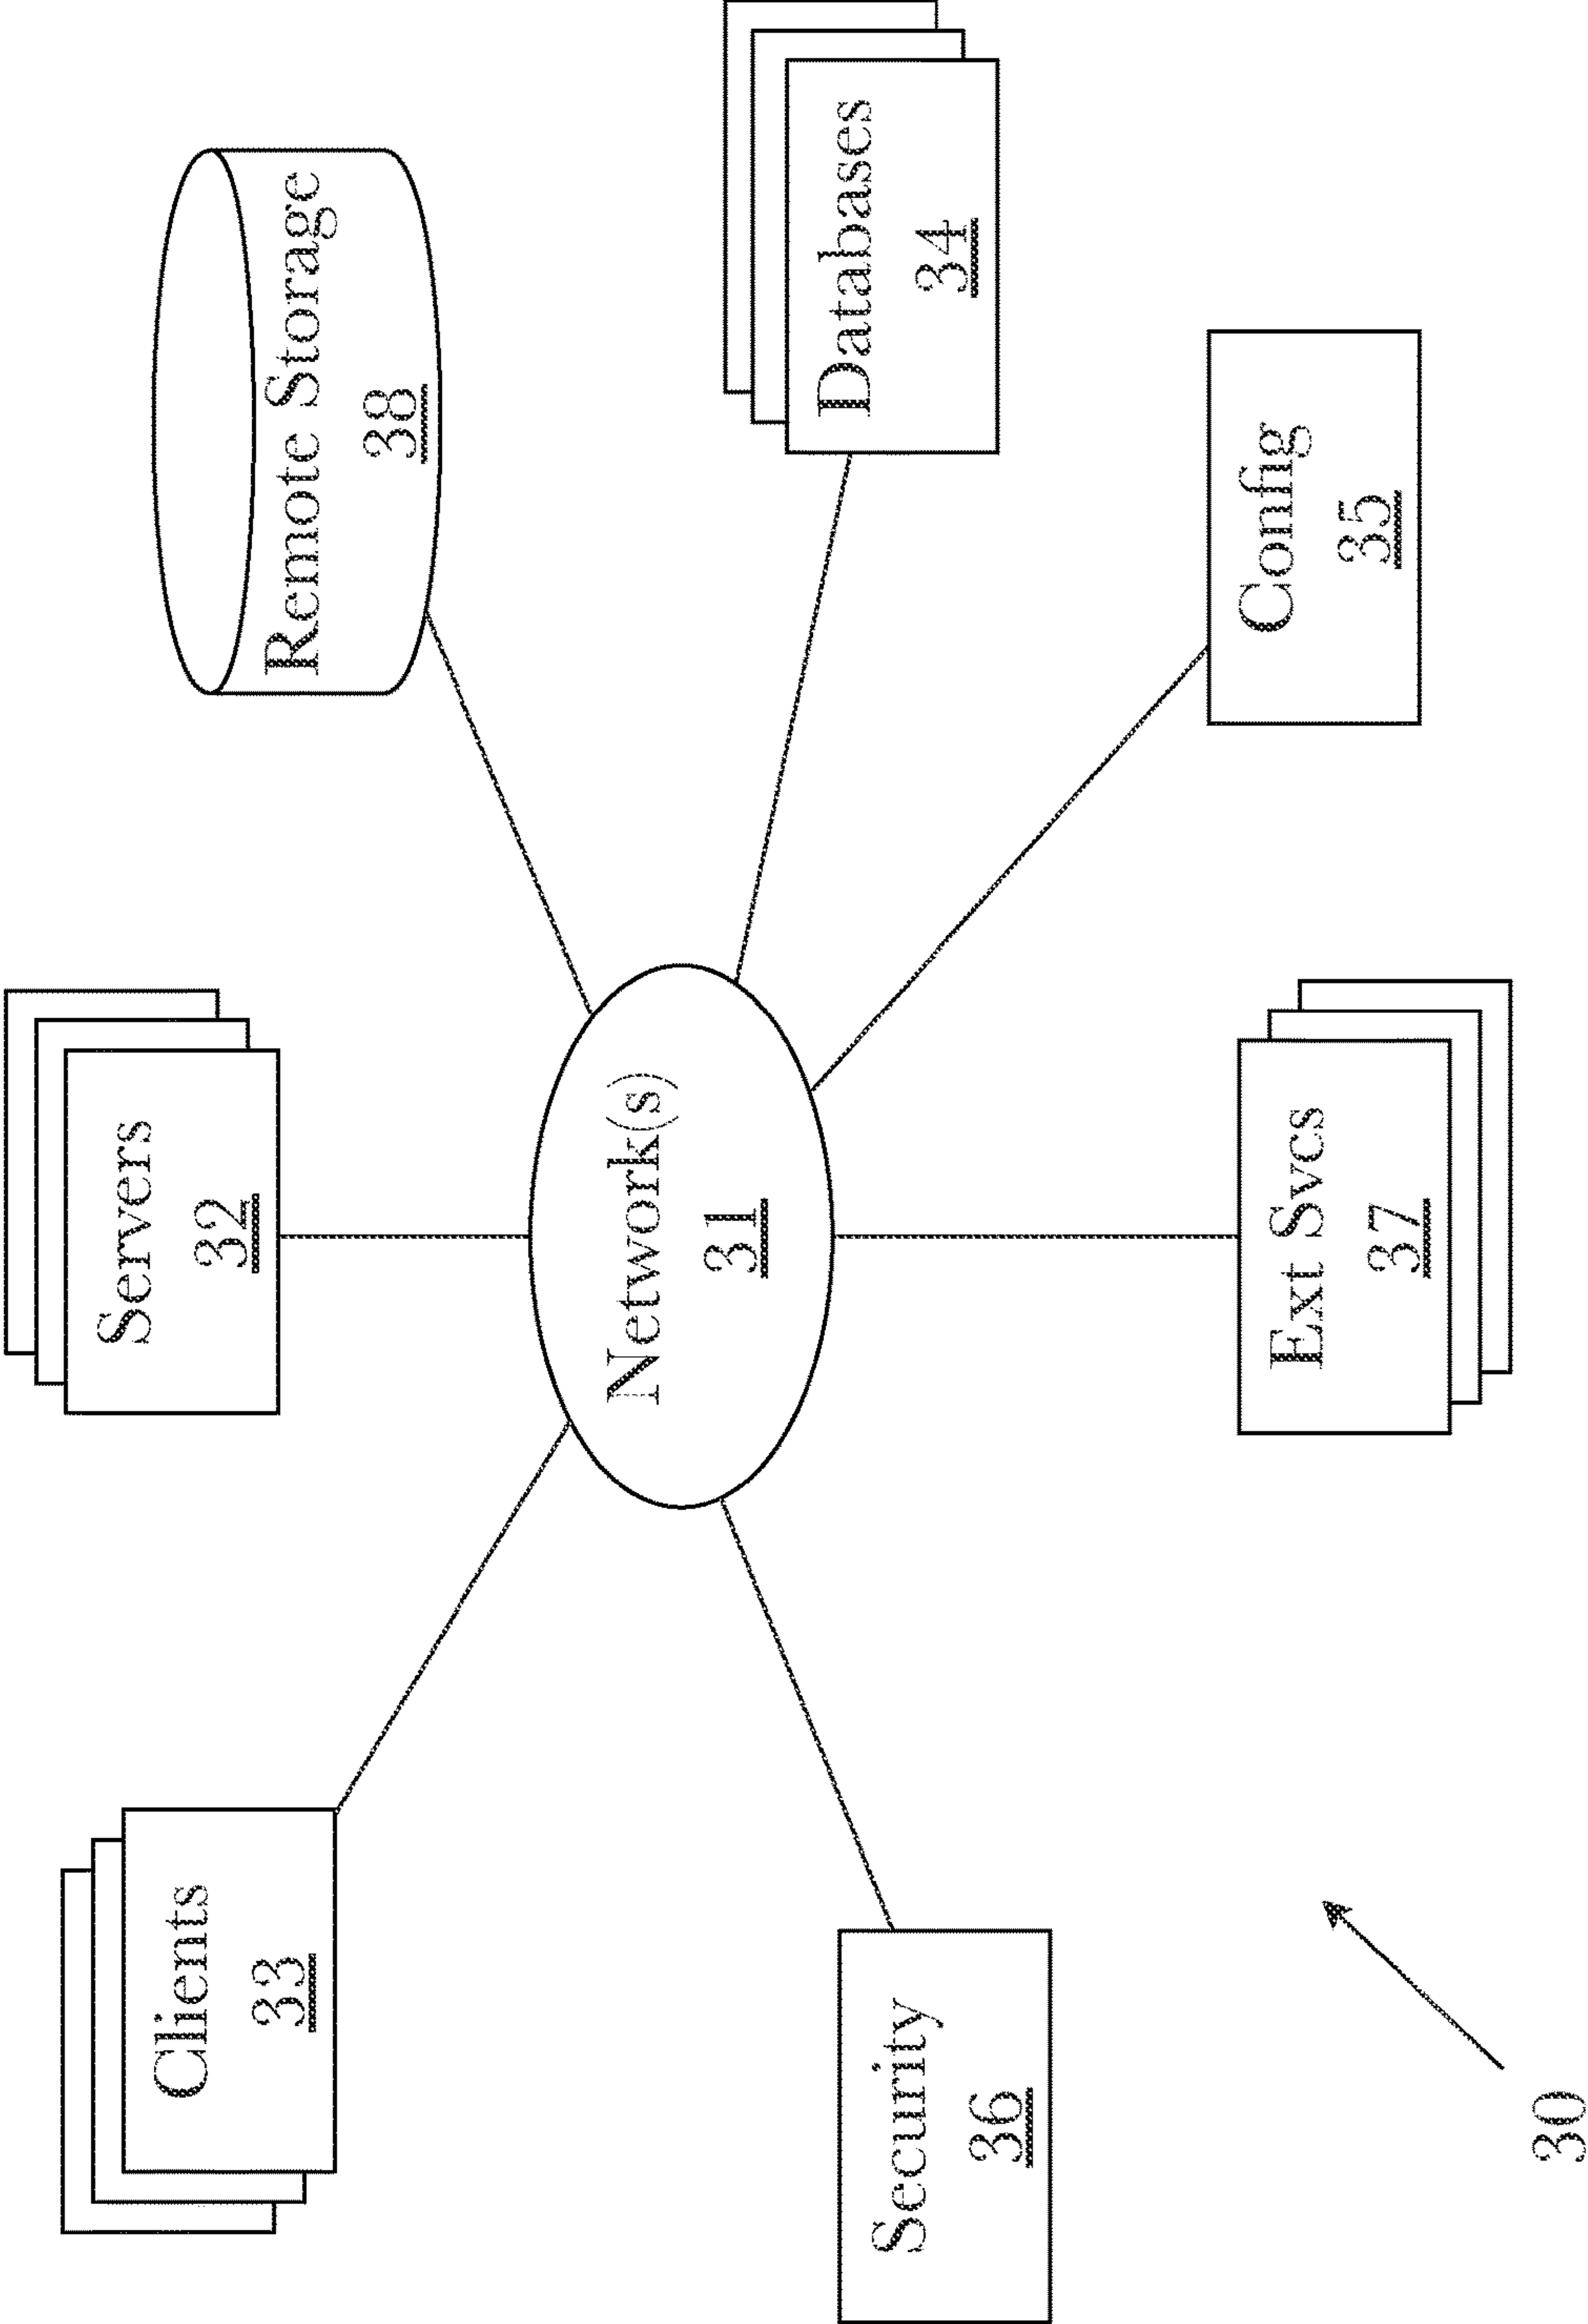 Servers
32
Clients
33
Remote Storage
38
Network(s)
31
Databases
34
Security
36
Config
35
Ext Svcs
37
30